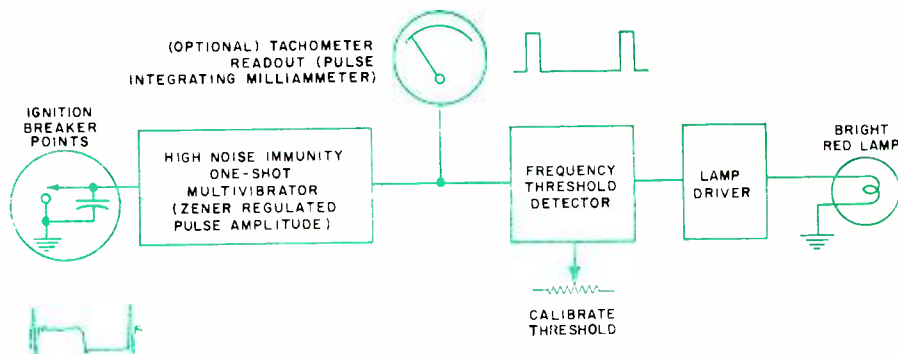 (OPTIONAL) TACHOMETER
READOUT (PULSE
INTEGRATING MILLIAMMETER)
IGNITION
BREAKER
POINTS
HIGH NOISE IMMUNITY
ONE-SHOT
MULTIVIBRATOR
(ZENER REGULATED
PULSE AMPLITUDE)
FREQUENCY
THRESHOLD
DETECTOR
LAMP
DRIVER
BRIGHT
RED LAMP
CALIBRATE
THRESHOLD